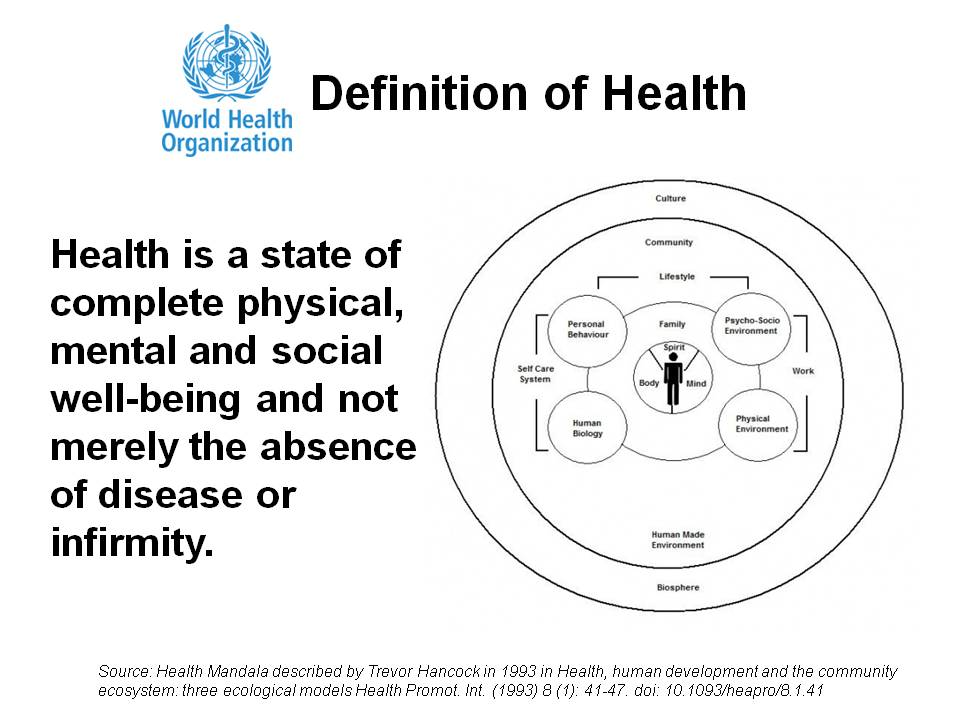 World Health
Organization
Definition of Health
Health is a state of
complete physical,
mental and social
well-being and not
merely the absence
of disease or
infirmity.
Culture
Community
Lifestyle
Personal
Behaviour
Family
Psycho-Socio
Environment
Spirit
Self Care
System
Body
Mind
Work
Human
Biology
Physical
Environment
Human Made
Environment
Biosphere
Source: Health Mandala described by Trevor Hancock in 1993 in Health, human development and the community
ecosystem: three ecological models Health Promot. Int. (1993) 8 (1): 41-47. doi: 10.1093/heapro/8.1.41